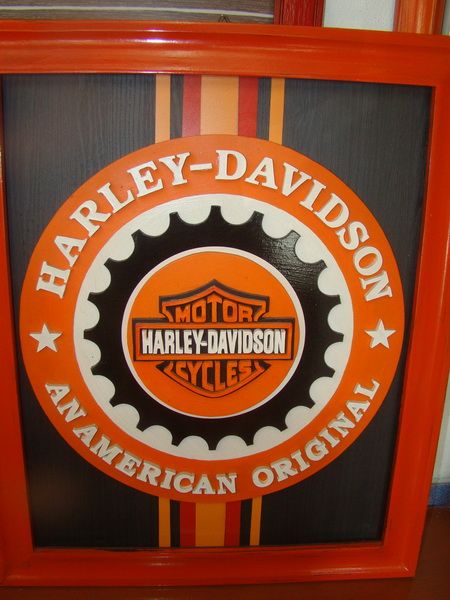 HARLEY-DAVIDSON
MOTOR
HARLEY-DAVIDSON
CYCLES
AN AMERICAN ORIGINAL